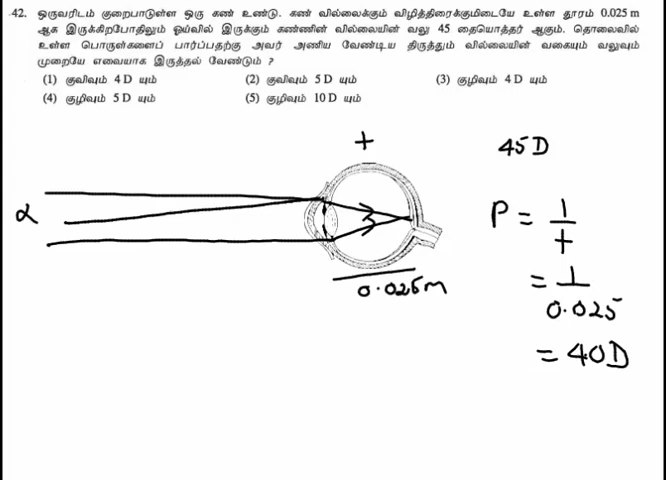 42. ஒருவரிடம் குறைபாடுள்ள ஒரு கண் உண்டு. கண் வில்லைக்கும் விழித்திரைக்குமிடையே உள்ள தூரம் 0.025 m
ஆக இருக்கிறபோதிலும் ஓய்வில் இருக்கும் கண்ணின் வில்லையின் வலு 45 தையொத்தர் ஆகும். தொலைவில்
உள்ள பொருள்களைப் பார்ப்பதற்கு அவர் அணிய வேண்டிய திருத்தும் வில்லையின் வகையும் வலுவும்
முறையே எவையாக இருத்தல் வேண்டும் ?
(1) குவிவும் 4 D யும் (2) குவிவும் 5 D யும் (3) குழிவும் 4 D யும்
(4) குழிவும் 5 D யும் (5) குழிவும் 10 D யும்
+
45D
α
P = 1/f
0.025m
= 1/0.025
= 40D